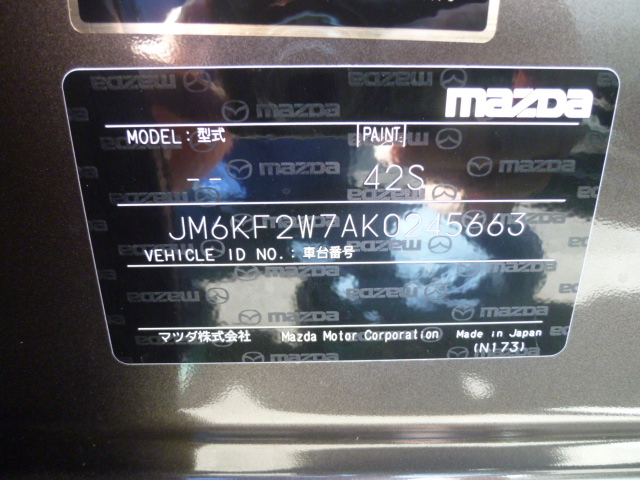 mazda
MODEL: 型式 PAINT:
-- 42S
JM6KF2W7AK0245663
VEHICLE ID NO.: 車台番号
マツダ株式会社 Mazda Motor Corporation Made in Japan
(N173)